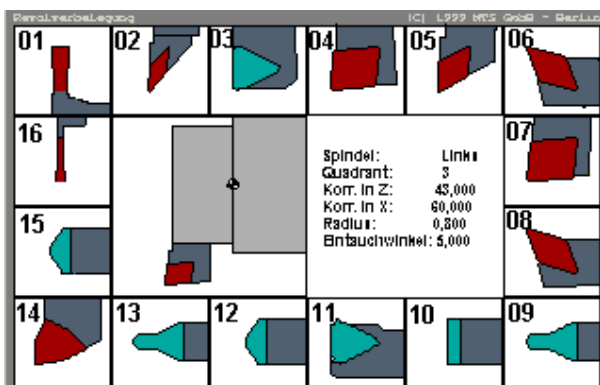 Revolverbelegung (C) 1999 MTS GmbH - Berlin
01 02 03 04 05 06
16 07
Spindel: Links
Quadrant: 3
Korr. in Z: 43,000
Korr. in X: 60,000
Radius: 0,800
Eintauchwinkel: 5,000
15 08
14 13 12 11 10 09